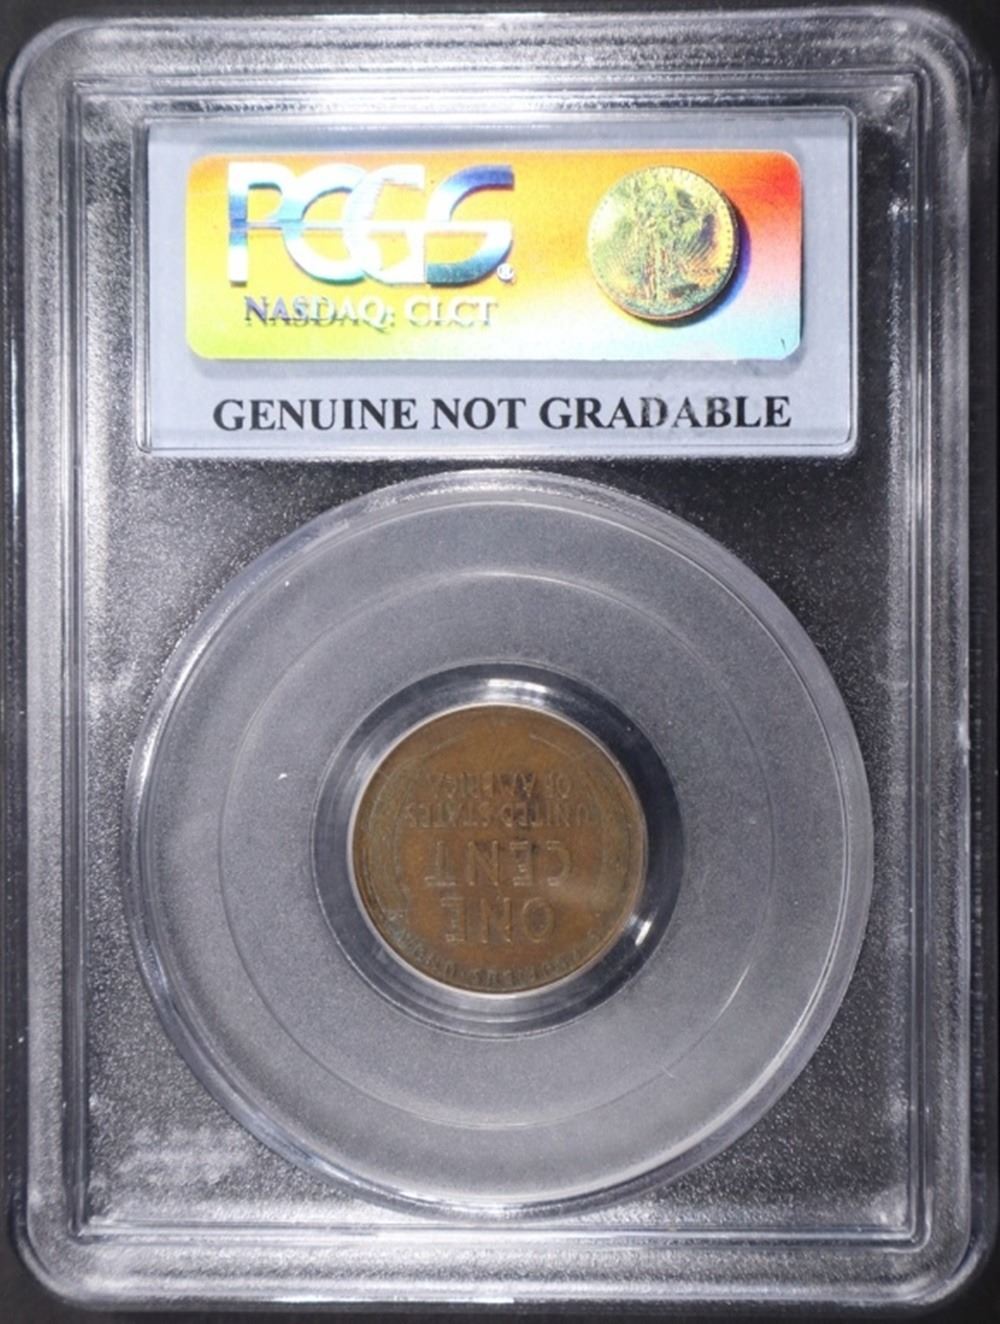 PCGS®
NASDAQ: CLCT
GENUINE NOT GRADABLE
ONE
CENT
UNITED STATES
OF AMERICA